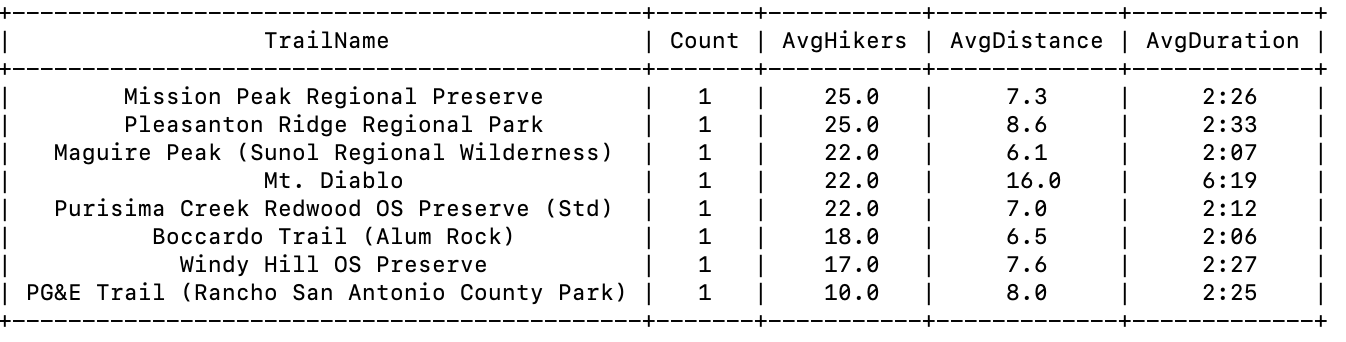 +----------------------------------------------+-------+-----------+-------------+-------------+
|                  TrailName                   | Count | AvgHikers | AvgDistance | AvgDuration |
+----------------------------------------------+-------+-----------+-------------+-------------+
|        Mission Peak Regional Preserve        |   1   |    25.0   |     7.3     |     2:26    |
|        Pleasanton Ridge Regional Park        |   1   |    25.0   |     8.6     |     2:33    |
|   Maguire Peak (Sunol Regional Wilderness)   |   1   |    22.0   |     6.1     |     2:07    |
|                  Mt. Diablo                  |   1   |    22.0   |     16.0    |     6:19    |
|   Purisima Creek Redwood OS Preserve (Std)   |   1   |    22.0   |     7.0     |     2:12    |
|          Boccardo Trail (Alum Rock)          |   1   |    18.0   |     6.5     |     2:06    |
|            Windy Hill OS Preserve            |   1   |    17.0   |     7.6     |     2:27    |
| PG&E Trail (Rancho San Antonio County Park) |   1   |    10.0   |     8.0     |     2:25    |
+----------------------------------------------+-------+-----------+-------------+-------------+